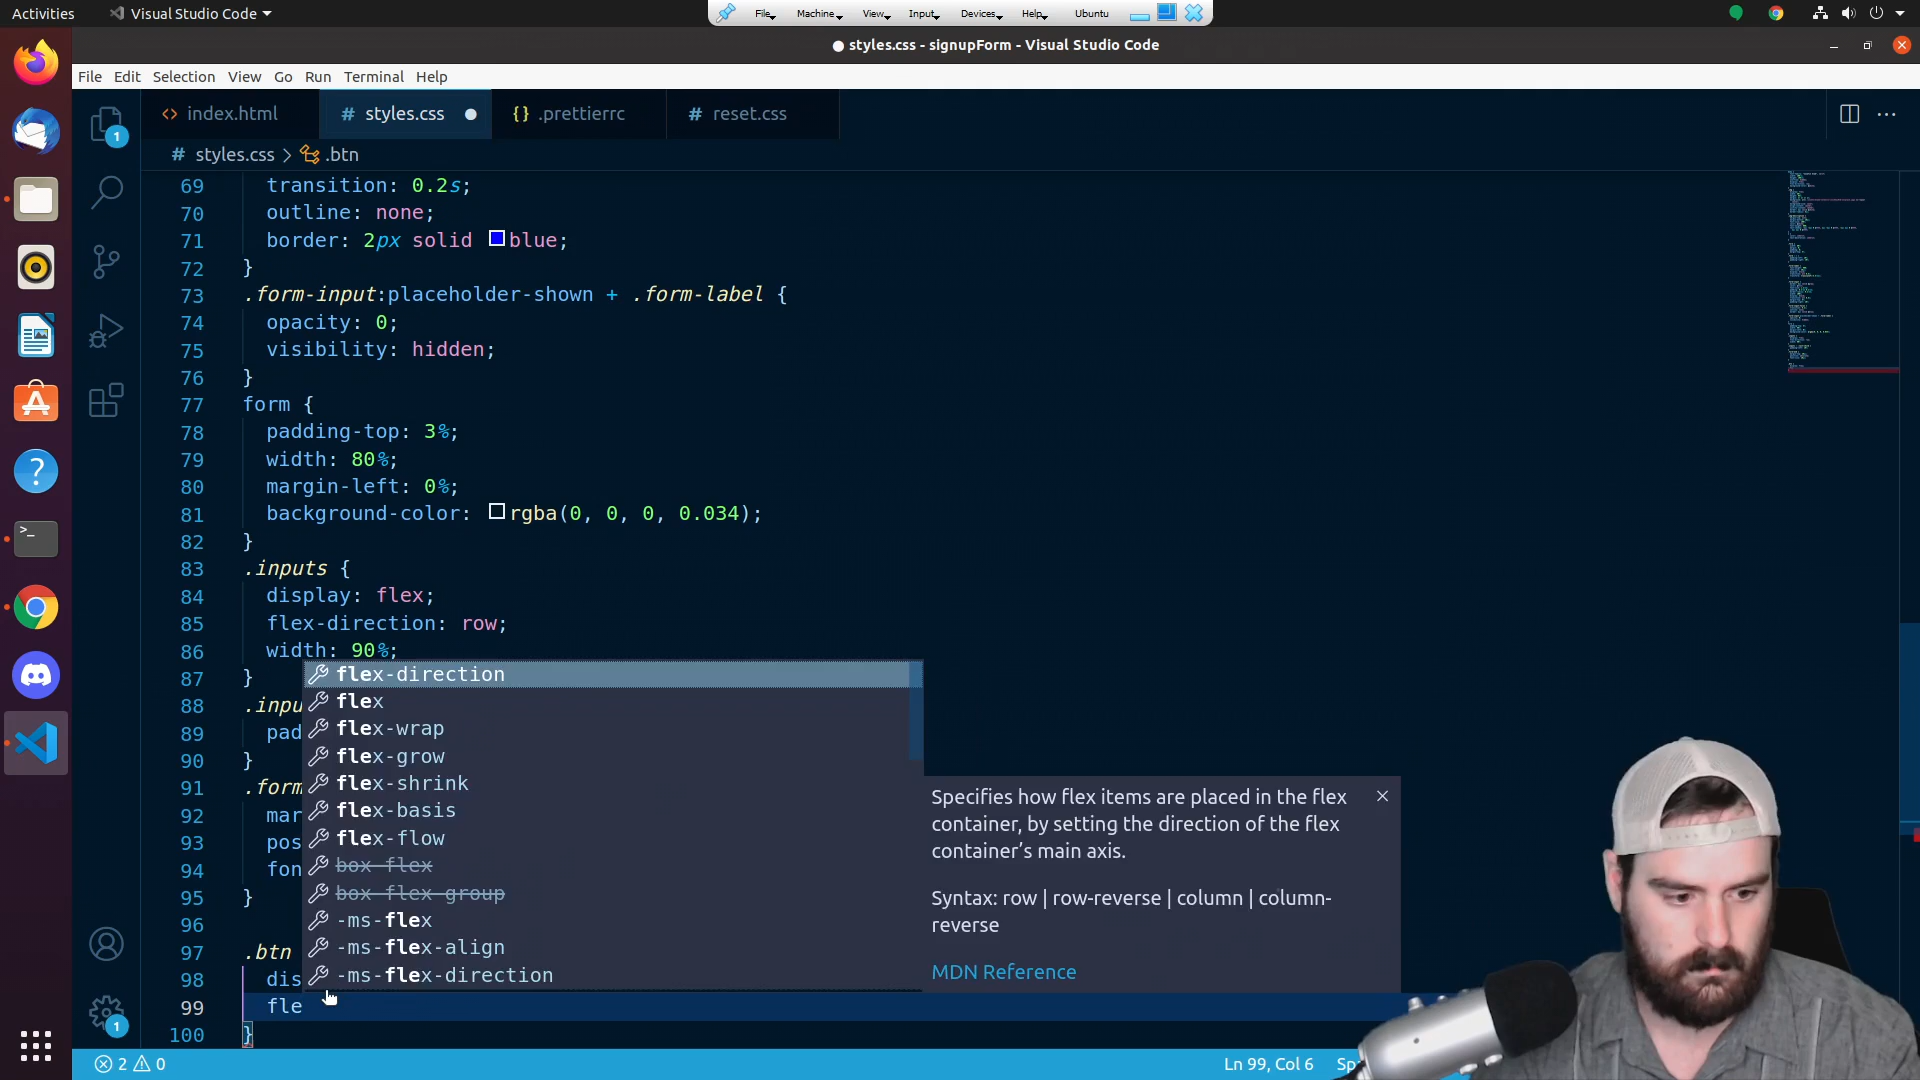 Activities Visual Studio Code File Machine View Input Devices Help Ubuntu
styles.css - signupForm - Visual Studio Code
File Edit Selection View Go Run Terminal Help
index.html # styles.css {} .prettierrc # reset.css
# styles.css > .btn
69 transition: 0.2s;
70 outline: none;
71 border: 2px solid blue;
72 }
73 .form-input:placeholder-shown + .form-label {
74 opacity: 0;
75 visibility: hidden;
76 }
77 form {
78 padding-top: 3%;
79 width: 80%;
80 margin-left: 0%;
81 background-color: rgba(0, 0, 0, 0.034);
82 }
83 .inputs {
84 display: flex;
85 flex-direction: row;
86 width: 90%;
87 }
88 .inpu
89 pad
90 }
91 .form
92 mar
93 pos
94 fon
95 }
96
97 .btn
98 dis
99 fle
100 }
flex-direction
flex
flex-wrap
flex-grow
flex-shrink
flex-basis
flex-flow
box-flex
box-flex-group
-ms-flex
-ms-flex-align
-ms-flex-direction
Specifies how flex items are placed in the flex
container, by setting the direction of the flex
container's main axis.
Syntax: row | row-reverse | column | column-
reverse
MDN Reference
1
1
2 0 Ln 99, Col 6